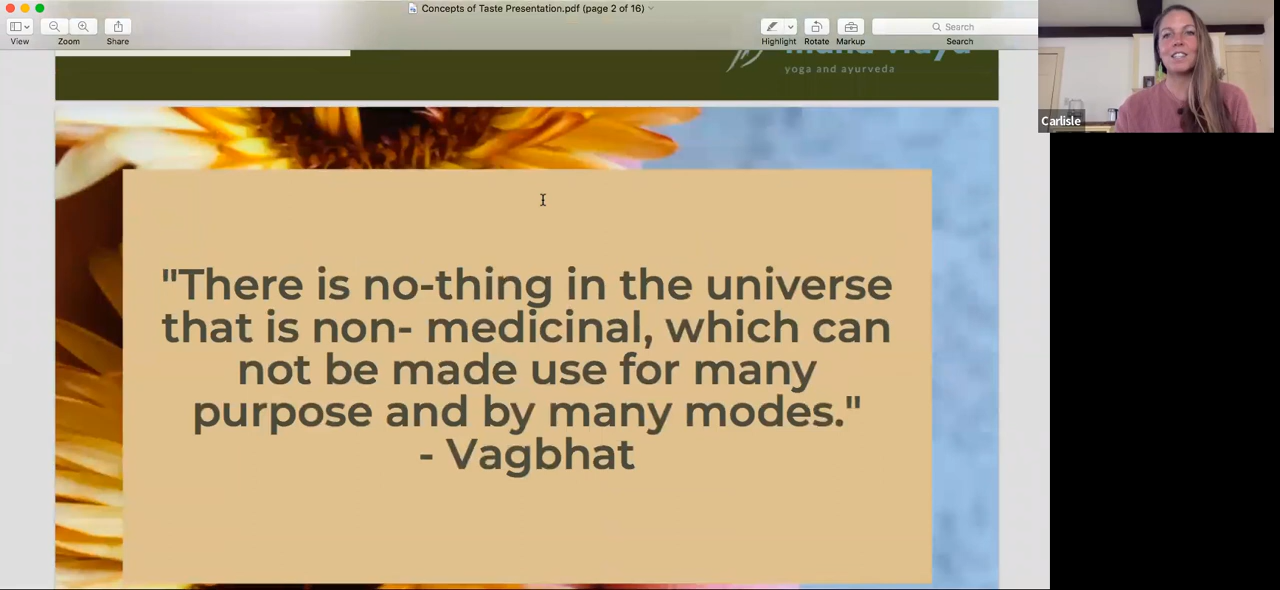 Concepts of Taste Presentation.pdf (page 2 of 16)
View
Zoom
Share
Highlight
Rotate
Markup
Search
Search
yoga and ayurveda
Carlisle
"There is no-thing in the universe
that is non- medicinal, which can
not be made use for many
purpose and by many modes."
- Vagbhat